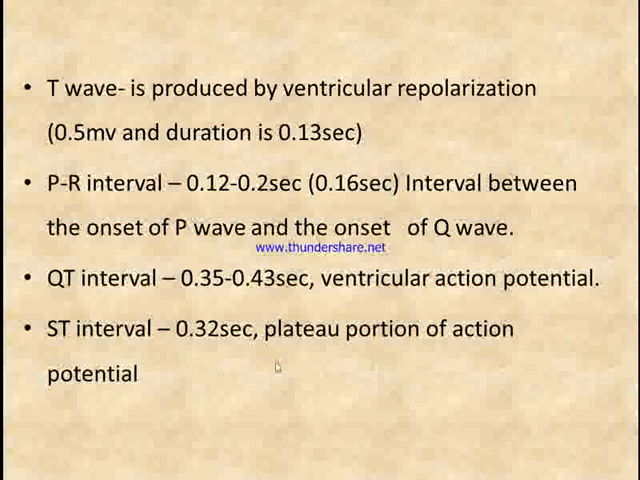 • T wave- is produced by ventricular repolarization
(0.5mv and duration is 0.13sec)
• P-R interval – 0.12-0.2sec (0.16sec) Interval between
the onset of P wave and the onset of Q wave.
www.thundershare.net
• QT interval – 0.35-0.43sec, ventricular action potential.
• ST interval – 0.32sec, plateau portion of action
potential